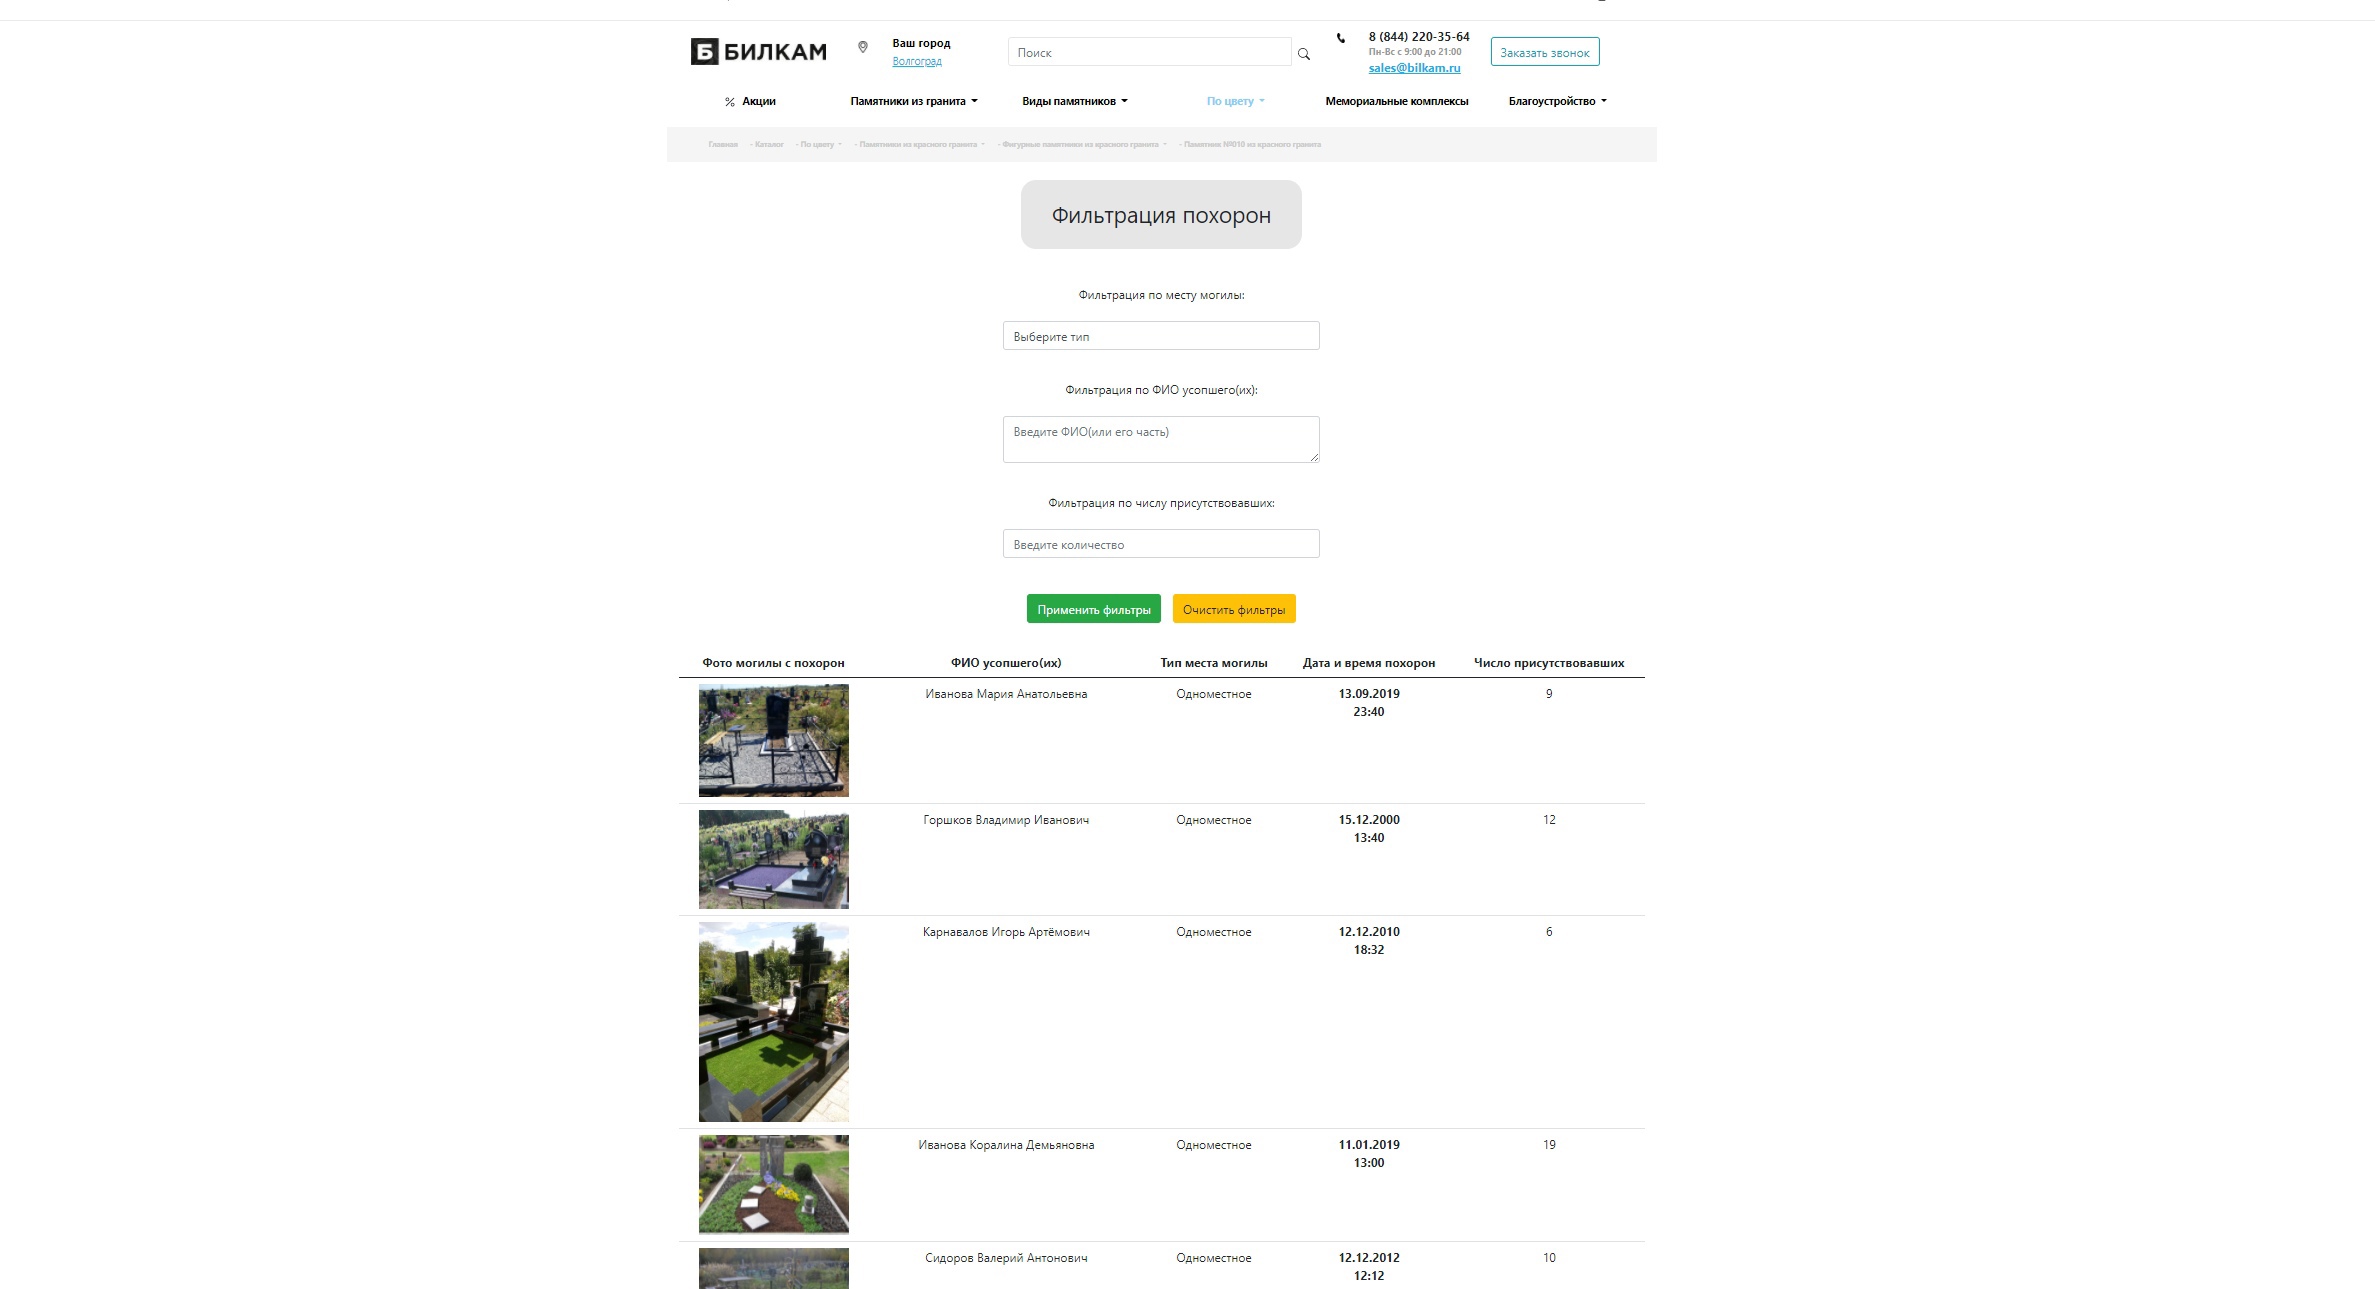 Б БИЛКАМ
Ваш город
Волгоград
Поиск
8 (844) 220-35-64
Пн-Вс с 9:00 до 21:00
sales@bilkam.ru
Заказать звонок
Акции
Памятники из гранита
Виды памятников
По цвету
Мемориальные комплексы
Благоустройство
Главная - Каталог - По цвету - Памятники из красного гранита - Фигурные памятники из красного гранита - Памятник №010 из красного гранита
Фильтрация похорон
Фильтрация по месту могилы:
Выберите тип
Фильтрация по ФИО усопшего(их):
Введите ФИО(или его часть)
Фильтрация по числу присутствовавших:
Введите количество
Применить фильтры Очистить фильтры
Фото могилы с похорон ФИО усопшего(их) Тип места могилы Дата и время похорон Число присутствовавших
Иванова Мария Анатольевна Одноместное 13.09.2019 9
23:40
Горшков Владимир Иванович Одноместное 15.12.2000 12
13:40
Карнавалов Игорь Артёмович Одноместное 12.12.2010 6
18:32
Иванова Коралина Демьяновна Одноместное 11.01.2019 19
13:00
Сидоров Валерий Антонович Одноместное 12.12.2012 10
12:12